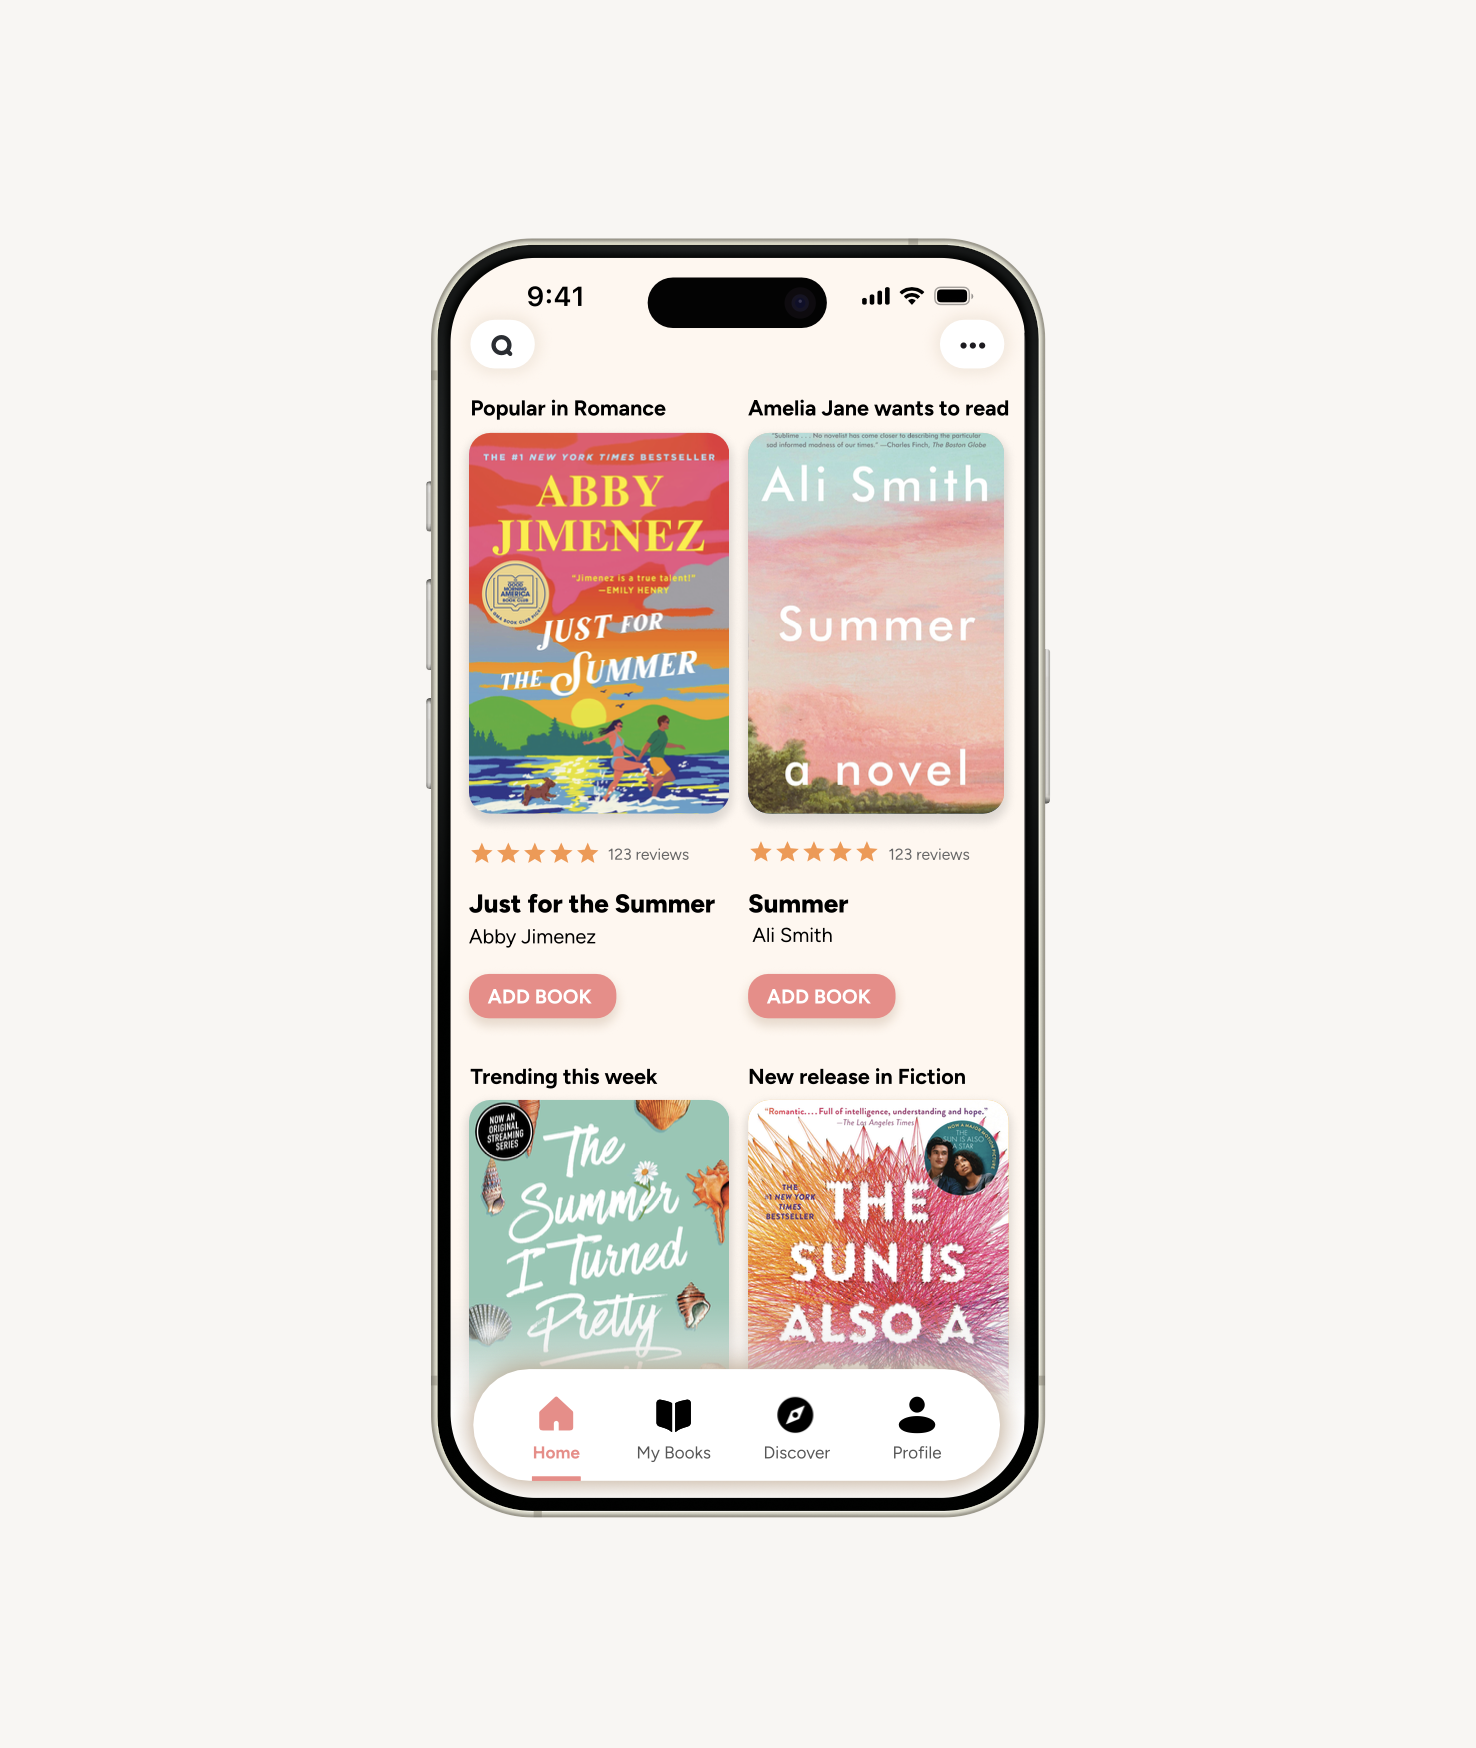 9:41
Popular in Romance
Amelia Jane wants to read
THE #1 NEW YORK TIMES BESTSELLER
ABBY
JIMENEZ
"Jimenez is a true talent!"
—EMILY HENRY
GOOD
MORNING
AMERICA
BOOK CLUB
A GMA BOOK CLUB PICK
JUST FOR
THE SUMMER
"Sublime . . . No novelist has come closer to describing the particular
sad informed madness of our times." —Charles Finch, The Boston Globe
Ali Smith
Summer
a novel
123 reviews
123 reviews
Just for the Summer
Abby Jimenez
Summer
Ali Smith
ADD BOOK
ADD BOOK
Trending this week
New release in Fiction
NOW AN
ORIGINAL
STREAMING
SERIES
The
Summer
I Turned
Pretty
"Romantic.... Full of intelligence, understanding and hope."
—The Los Angeles Times
NOW A MAJOR MOTION PICTURE
THE
SUN IS ALSO
A STAR
THE
#1 NEW YORK
TIMES
BESTSELLER
THE
SUN IS
ALSO A
Home
My Books
Discover
Profile